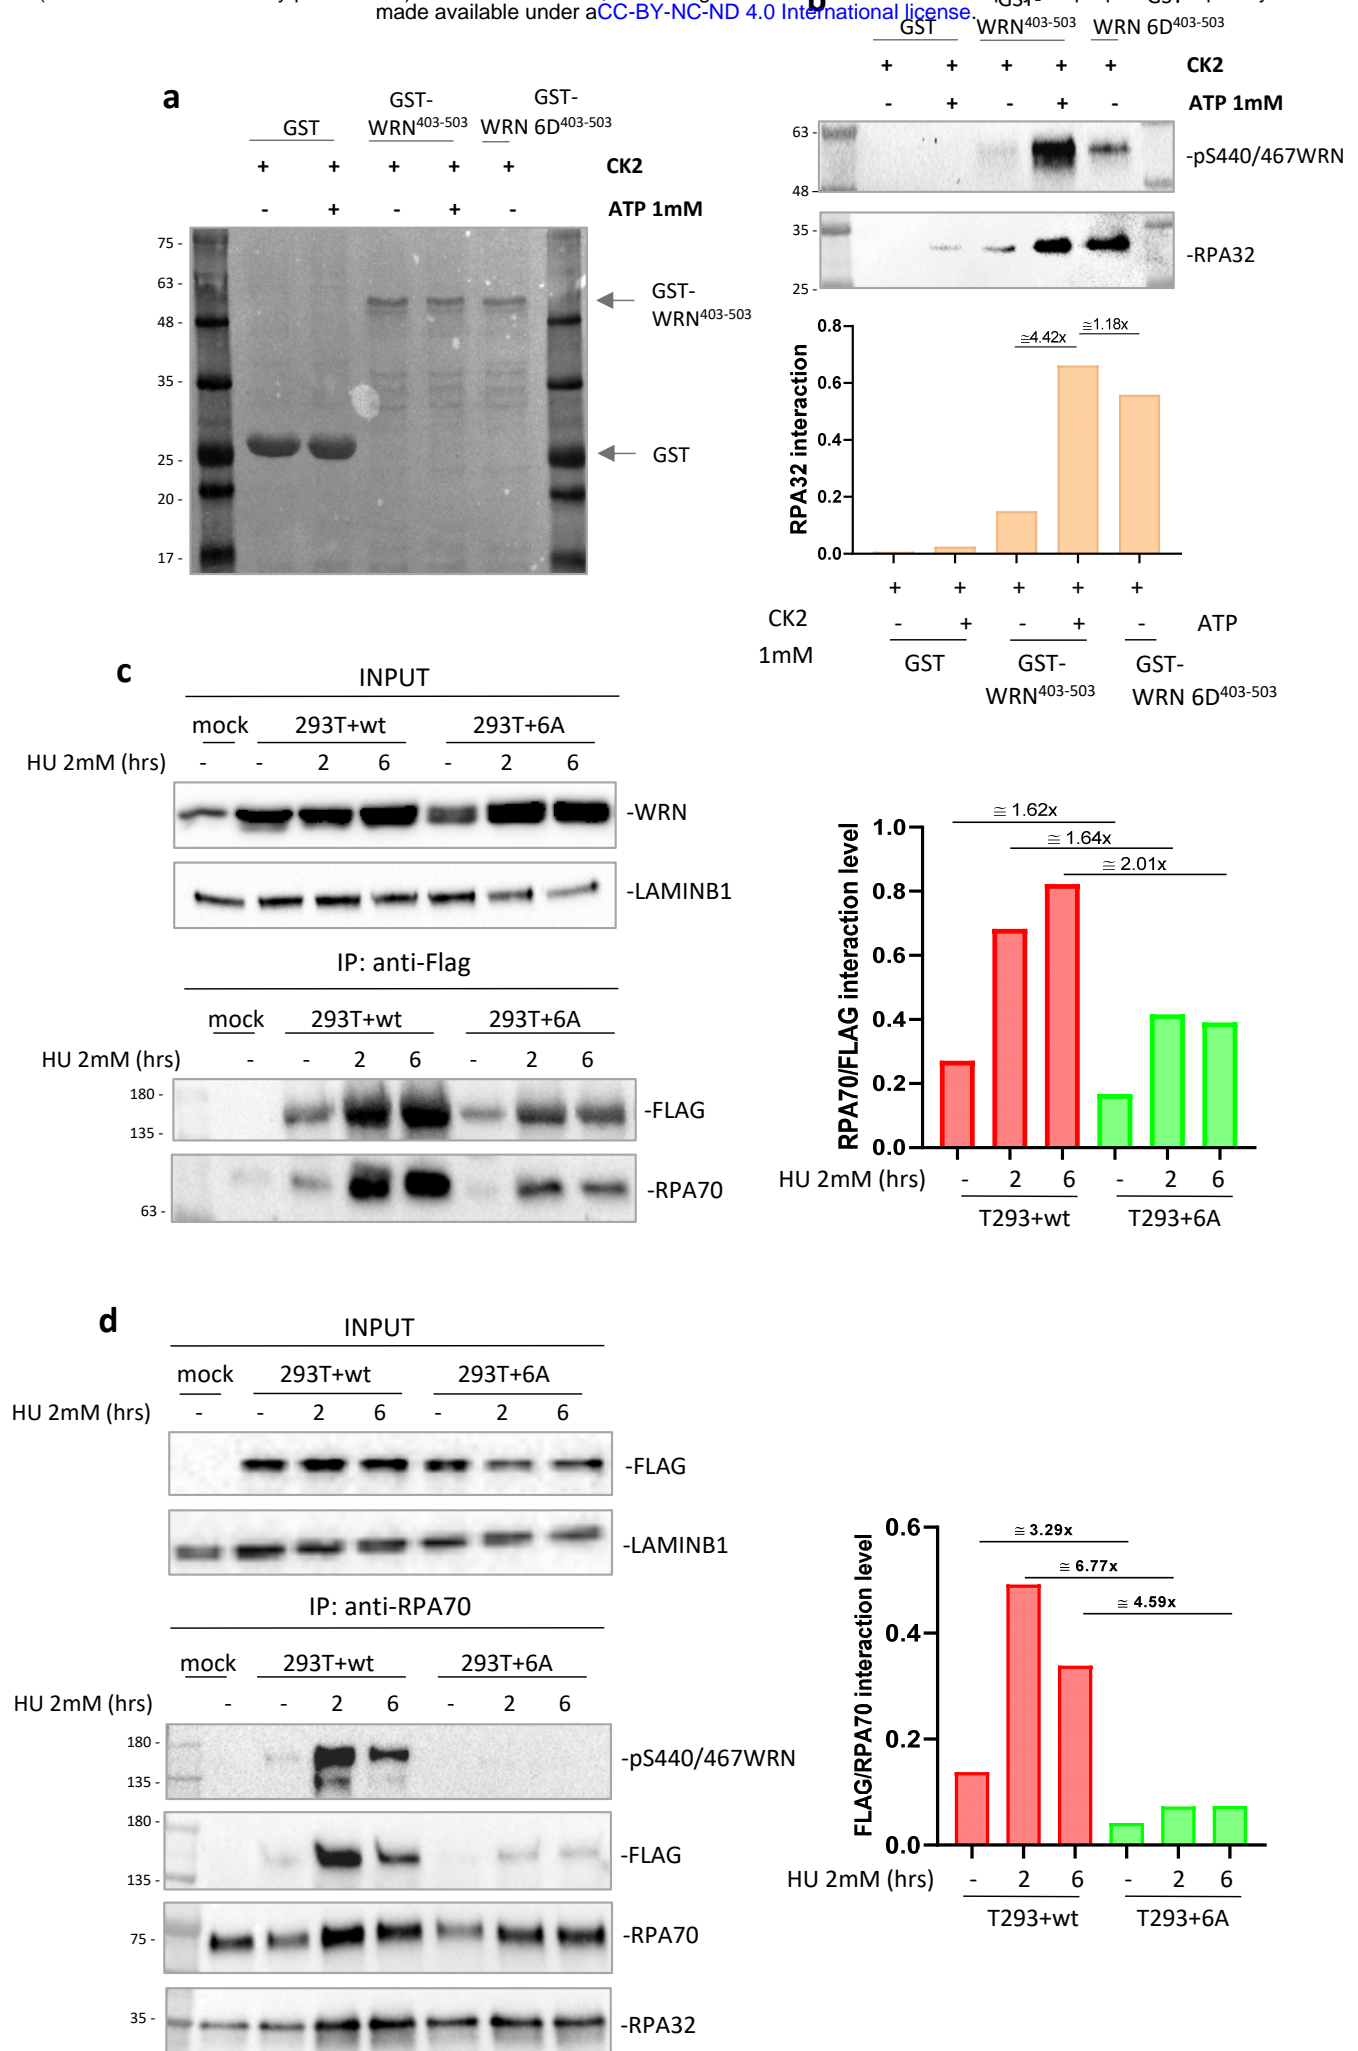 made available under aCC-BY-NC-ND 4.0 International license.
a
GST
GST-
WRN403-503
GST-
WRN 6D403-503
+ + + + + CK2
- + - + - ATP 1mM
75 -
63 -
48 -
35 -
25 -
20 -
17 -
GST-
WRN403-503
GST
b
GST
WRN403-503
WRN 6D403-503
+ + + + + CK2
- + - + - ATP 1mM
63 -
48 -
-pS440/467WRN
35 -
25 -
-RPA32
RPA32 interaction
0.8
0.6
0.4
0.2
0.0
≅4.42x
≅1.18x
+ + + + +
CK2 - + - + - ATP
1mM
GST
GST-
WRN403-503
GST-
WRN 6D403-503
c
INPUT
mock 293T+wt 293T+6A
HU 2mM (hrs) - - 2 6 - 2 6
-WRN
-LAMINB1
IP: anti-Flag
mock 293T+wt 293T+6A
HU 2mM (hrs) - - 2 6 - 2 6
180 -
135 -
-FLAG
63 -
-RPA70
RPA70/FLAG interaction level
1.0
0.8
0.6
0.4
0.2
0.0
≅ 1.62x
≅ 1.64x
≅ 2.01x
HU 2mM (hrs) - 2 6 - 2 6
T293+wt T293+6A
d
INPUT
mock 293T+wt 293T+6A
HU 2mM (hrs) - - 2 6 - 2 6
-FLAG
-LAMINB1
IP: anti-RPA70
mock 293T+wt 293T+6A
HU 2mM (hrs) - - 2 6 - 2 6
180 -
135 -
-pS440/467WRN
180 -
135 -
-FLAG
75 -
-RPA70
35 -
-RPA32
FLAG/RPA70 interaction level
0.6
0.4
0.2
0.0
≅ 3.29x
≅ 6.77x
≅ 4.59x
HU 2mM (hrs) - 2 6 - 2 6
T293+wt T293+6A